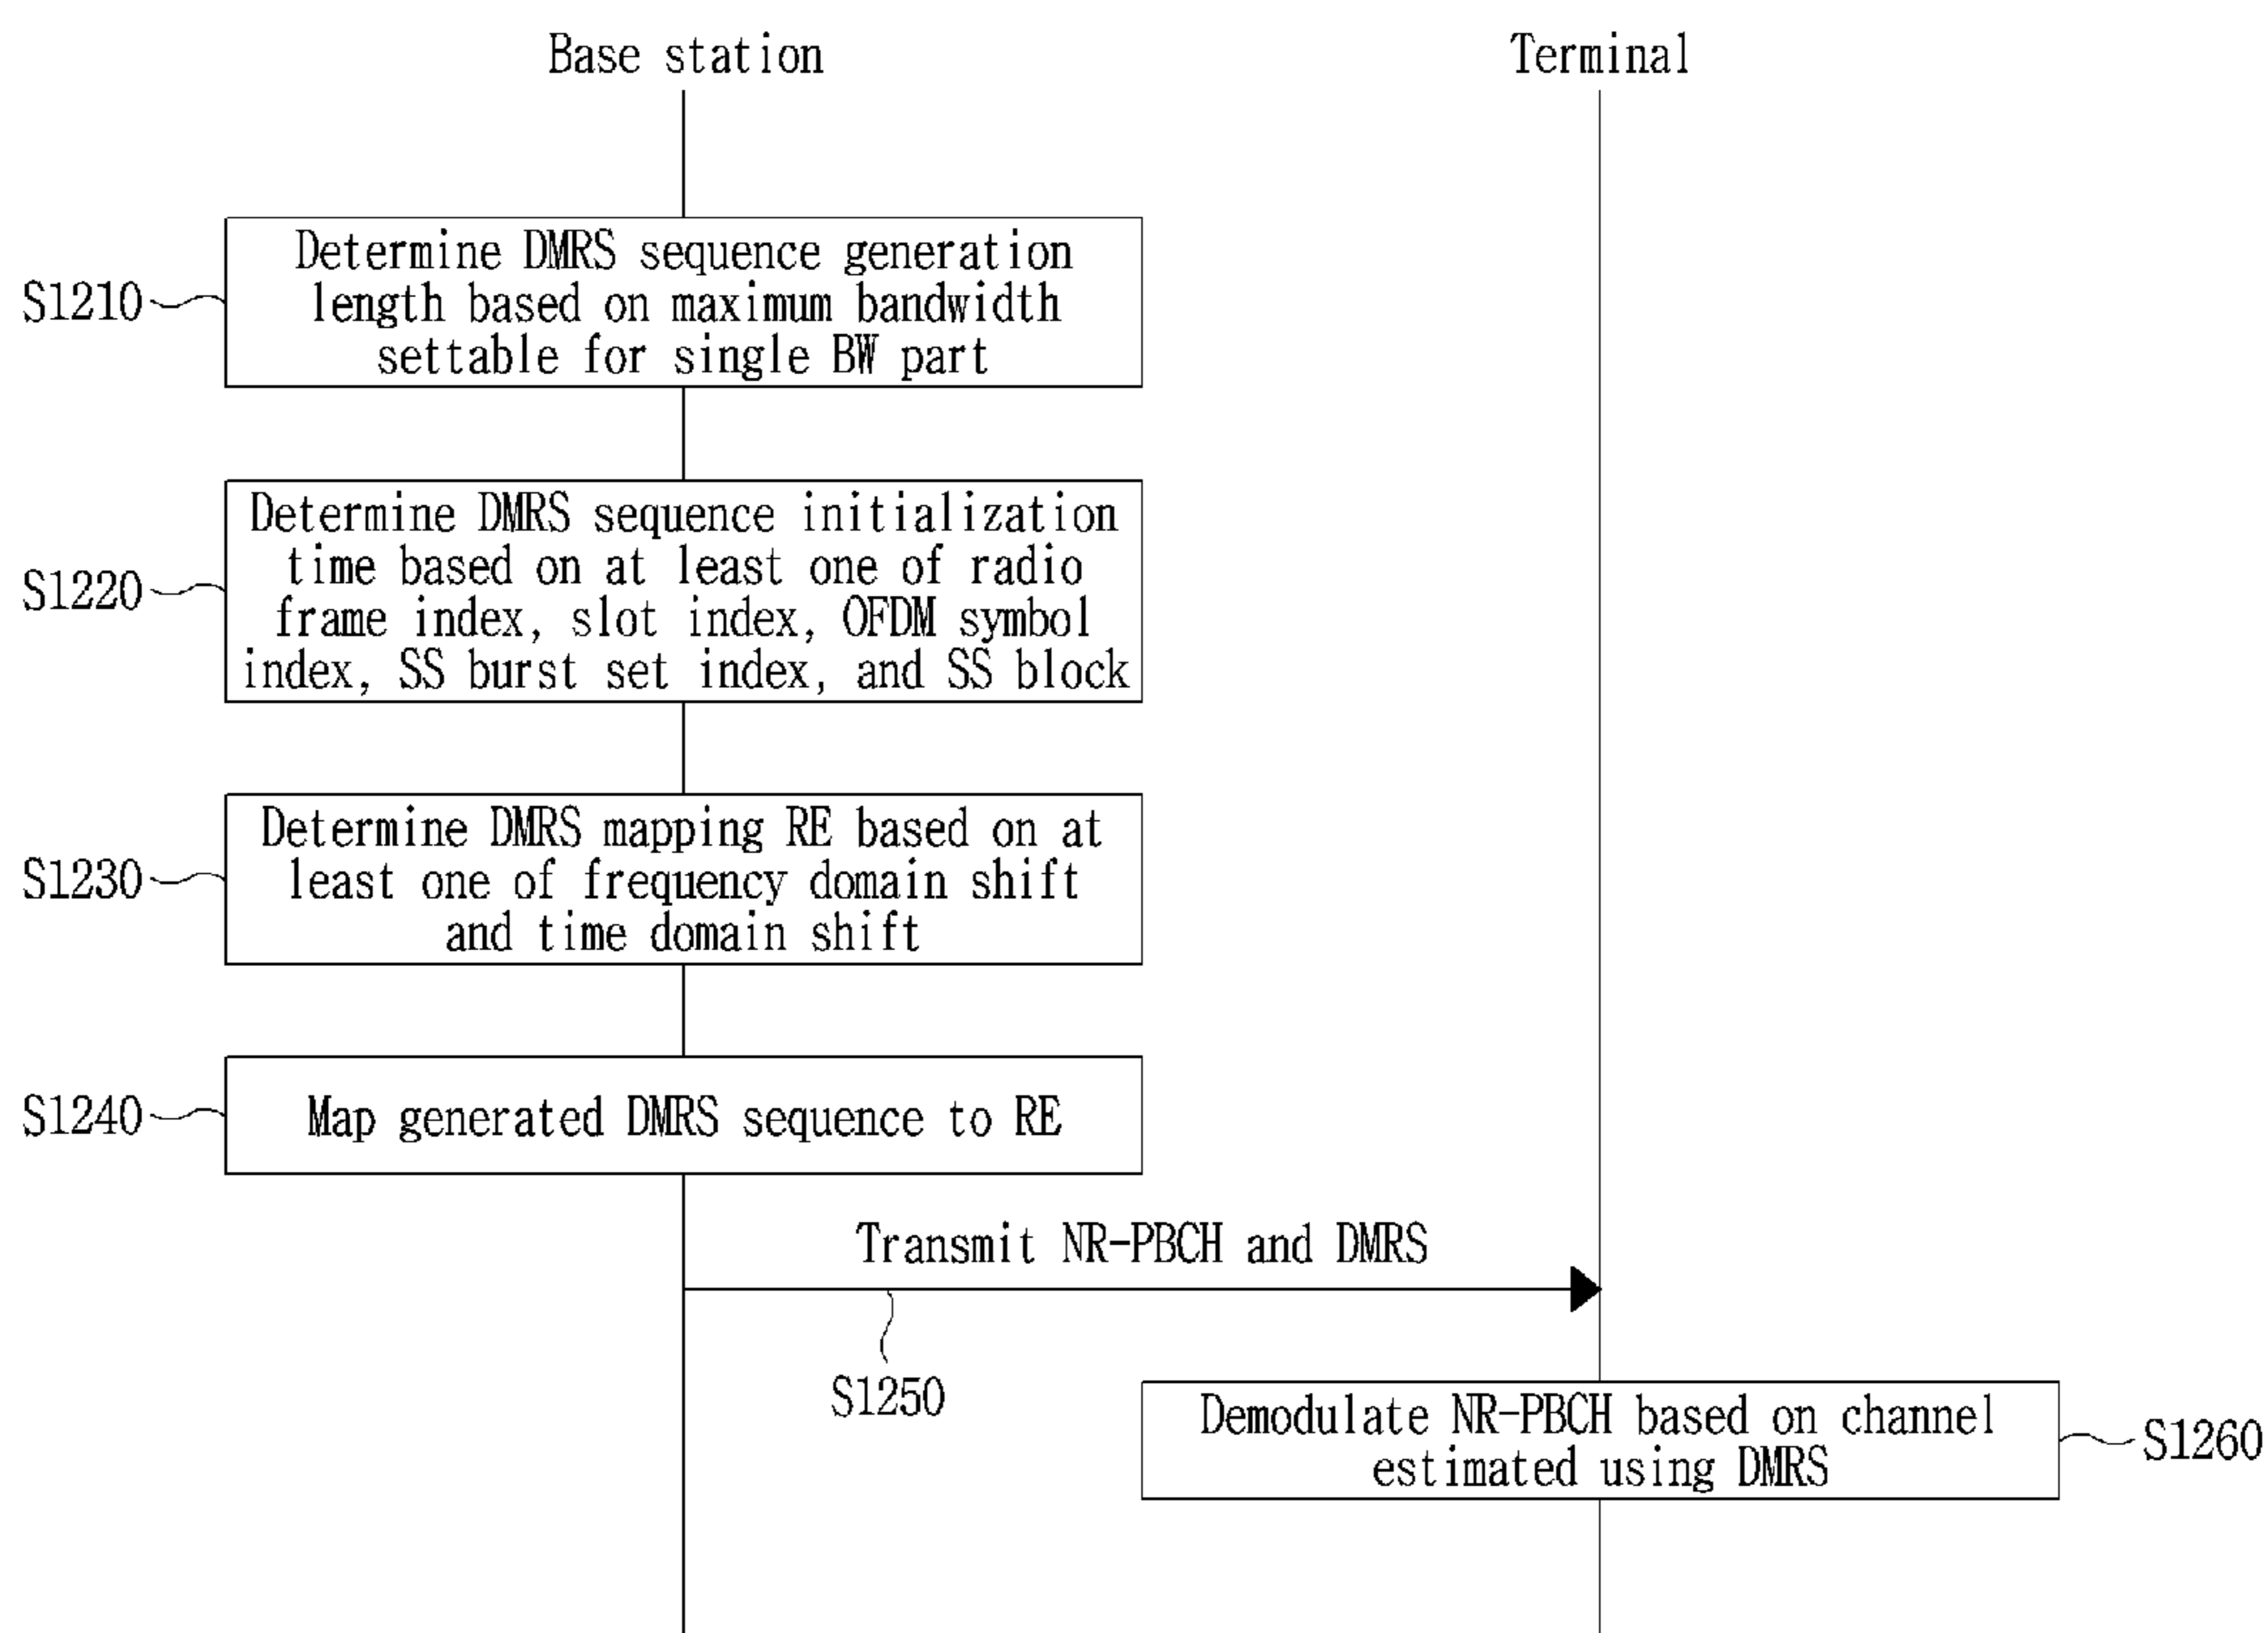 Base station
Terminal
S1210
Determine DMRS sequence generation
length based on maximum bandwidth
settable for single BW part
S1220
Determine DMRS sequence initialization
time based on at least one of radio
frame index, slot index, OFDM symbol
index, SS burst set index, and SS block
S1230
Determine DMRS mapping RE based on at
least one of frequency domain shift
and time domain shift
S1240
Map generated DMRS sequence to RE
Transmit NR-PBCH and DMRS
S1250
Demodulate NR-PBCH based on channel
estimated using DMRS
S1260